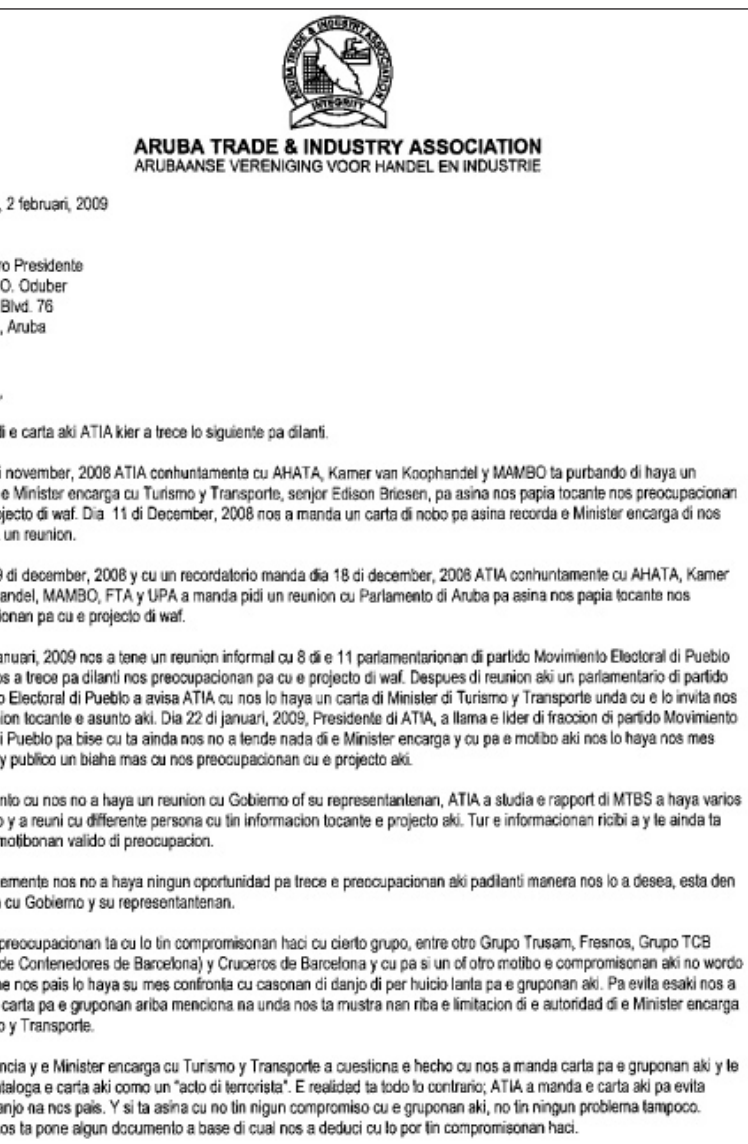 ARUBA TRADE & INDUSTRY ASSOCIATION
INTEGRITY
ARUBA TRADE & INDUSTRY ASSOCIATION
ARUBAANSE VERENIGING VOOR HANDEL EN INDUSTRIE
, 2 februari, 2009
ro Presidente
O. Oduber
Blvd. 76
, Aruba
,
di e carta aki ATIA kier a trece lo siguiente pa dilanti.
i november, 2008 ATIA conhuntamente cu AHATA, Kamer van Koophandel y MAMBO ta purbando di haya un
e Minister encarga cu Turismo y Transporte, senjor Edison Briesen, pa asina nos papia tocante nos preocupacionan
ojecto di waf. Dia 11 di December, 2008 nos a manda un carta di nobo pa asina recorda e Minister encarga di nos
un reunion.
9 di december, 2008 y cu un recordatorio manda dia 18 di december, 2008 ATIA conhuntamente cu AHATA, Kamer
andel, MAMBO, FTA y UPA a manda pidi un reunion cu Parlamento di Aruba pa asina nos papia tocante nos
ionan pa cu e projecto di waf.
anuari, 2009 nos a tene un reunion informal cu 8 di e 11 parlamentarionan di partido Movimiento Electoral di Pueblo
os a trece pa dilanti nos preocupacionan pa cu e projecto di waf. Despues di reunion aki un parlamentario di partido
o Electoral di Pueblo a avisa ATIA cu nos lo haya un carta di Minister di Turismo y Transporte unda cu e lo invita nos
ion tocante e asunto aki. Dia 22 di januari, 2009, Presidente di ATIA, a llama e lider di fraccion di partido Movimiento
i Pueblo pa bise cu ta ainda nos no a tende nada di e Minister encarga y cu pa e motibo aki nos lo haya nos mes
y publico un biaha mas cu nos preocupacionan cu e projecto aki.
nto cu nos no a haya un reunion cu Gobierno of su representantenan, ATIA a studia e rapport di MTBS a haya varios
o y a reuni cu differente persona cu tin informacion tocante e projecto aki. Tur e informacionan ricibi a y te ainda ta
motibonan valido di preocupacion.
emente nos no a haya ningun oportunidad pa trece e preocupacionan aki padilanti manera nos lo a desea, esta den
n cu Gobierno y su representantenan.
preocupacionan ta cu lo tin compromisonan haci cu cierto grupo, entre otro Grupo Trusam, Fresnos, Grupo TCB
de Contenedores de Barcelona) y Cruceros de Barcelona y cu pa si un of otro motibo e compromisonan aki no wordo
ne nos pais lo haya su mes confronta cu casonan di danjo di per huicio lanta pa e gruponan aki. Pa evita esaki nos a
carta pa e gruponan ariba menciona na unda nos ta mustra nan riba e limitacion di e autoridad di e Minister encarga
o y Transporte.
ncia y e Minister encarga cu Turismo y Transporte a cuestiona e hecho cu nos a manda carta pa e gruponan aki y te
taloga e carta aki como un "acto di terrorista". E realidad ta todo lo contrario; ATIA a manda e carta aki pa evita
anjo na nos pais. Y si ta asina cu no tin nigun compromiso cu e gruponan aki, no tin ningun problema tampoco.
nos ta pone algun documento a base di cual nos a deduci cu lo por tin compromisonan haci.